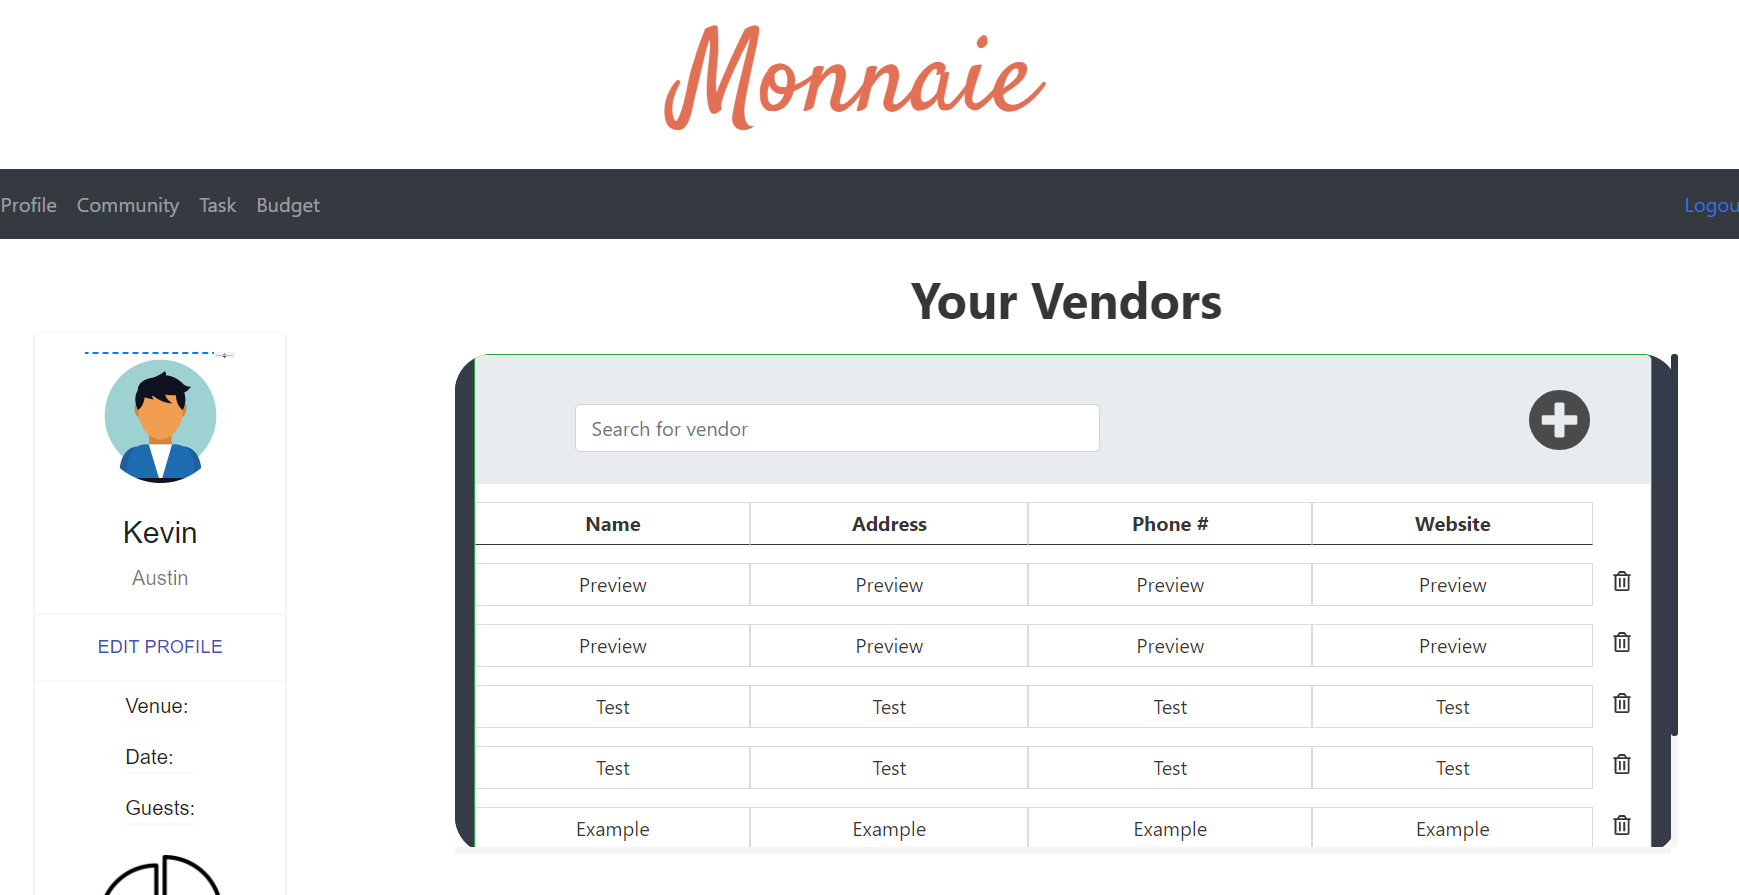 Monnaie
Profile Community Task Budget Logou
Your Vendors
Kevin
Austin
EDIT PROFILE
Venue:
Date:
Guests:
Search for vendor
Name Address Phone # Website
Preview Preview Preview Preview
Preview Preview Preview Preview
Test Test Test Test
Test Test Test Test
Example Example Example Example